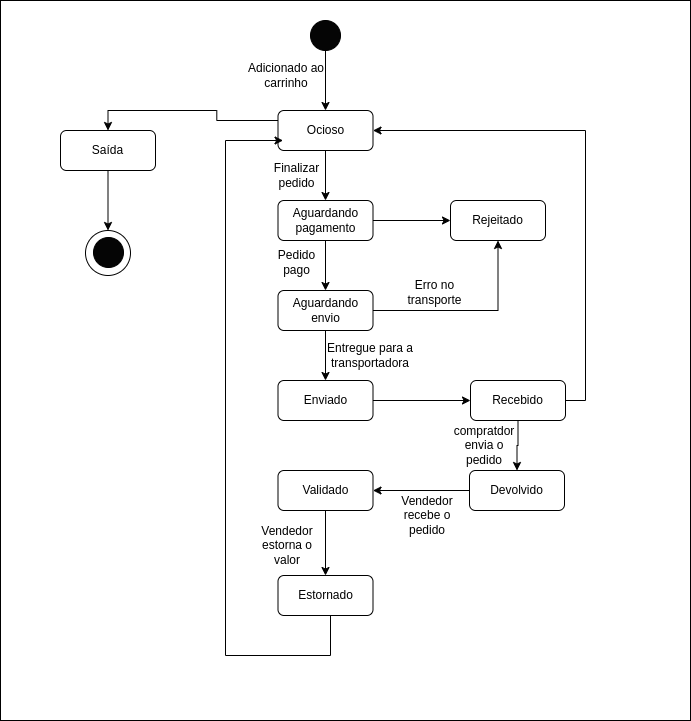 Adicionado ao
carrinho
Ocioso
Saída
Finalizar
pedido
Aguardando
pagamento
Rejeitado
Pedido
pago
Erro no
transporte
Aguardando
envio
Entregue para a
transportadora
Enviado
Recebido
compratdor
envia o
pedido
Validado
Devolvido
Vendedor
recebe o
pedido
Vendedor
estorna o
valor
Estornado